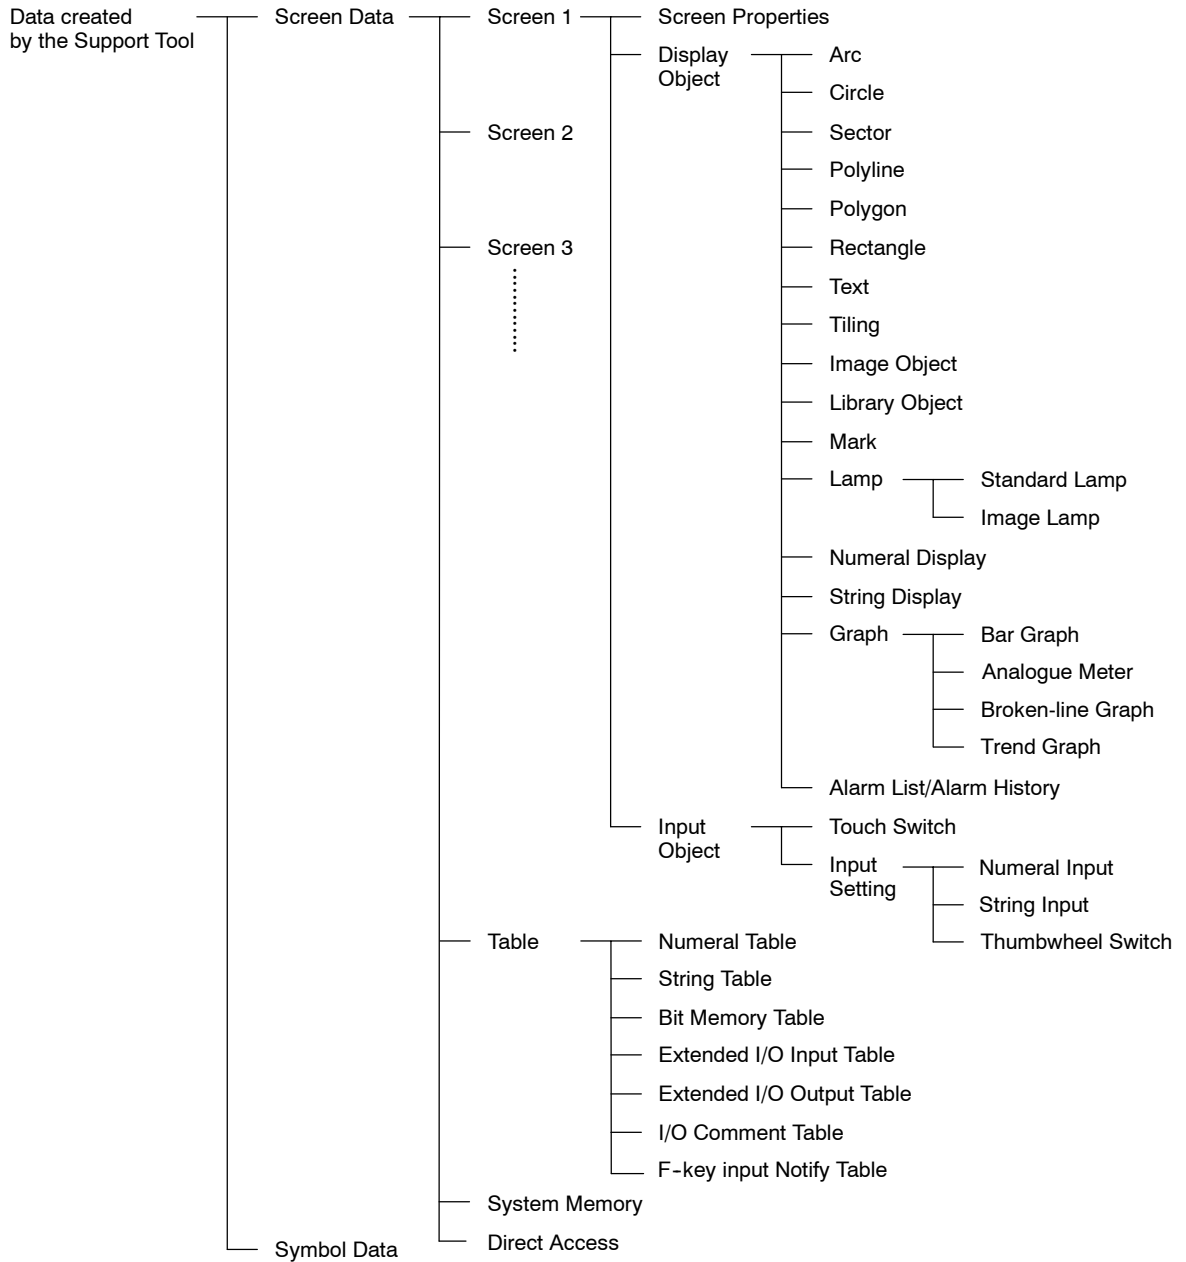 Data created
by the Support Tool
Screen Data
Screen 1
Screen Properties
Display
Object
Arc
Circle
Screen 2
Sector
Polyline
Polygon
Screen 3
Rectangle
Text
Tiling
Image Object
Library Object
Mark
Lamp
Standard Lamp
Image Lamp
Numeral Display
String Display
Graph
Bar Graph
Analogue Meter
Broken-line Graph
Trend Graph
Alarm List/Alarm History
Input
Object
Touch Switch
Input
Setting
Numeral Input
String Input
Thumbwheel Switch
Table
Numeral Table
String Table
Bit Memory Table
Extended I/O Input Table
Extended I/O Output Table
I/O Comment Table
F-key input Notify Table
System Memory
Direct Access
Symbol Data